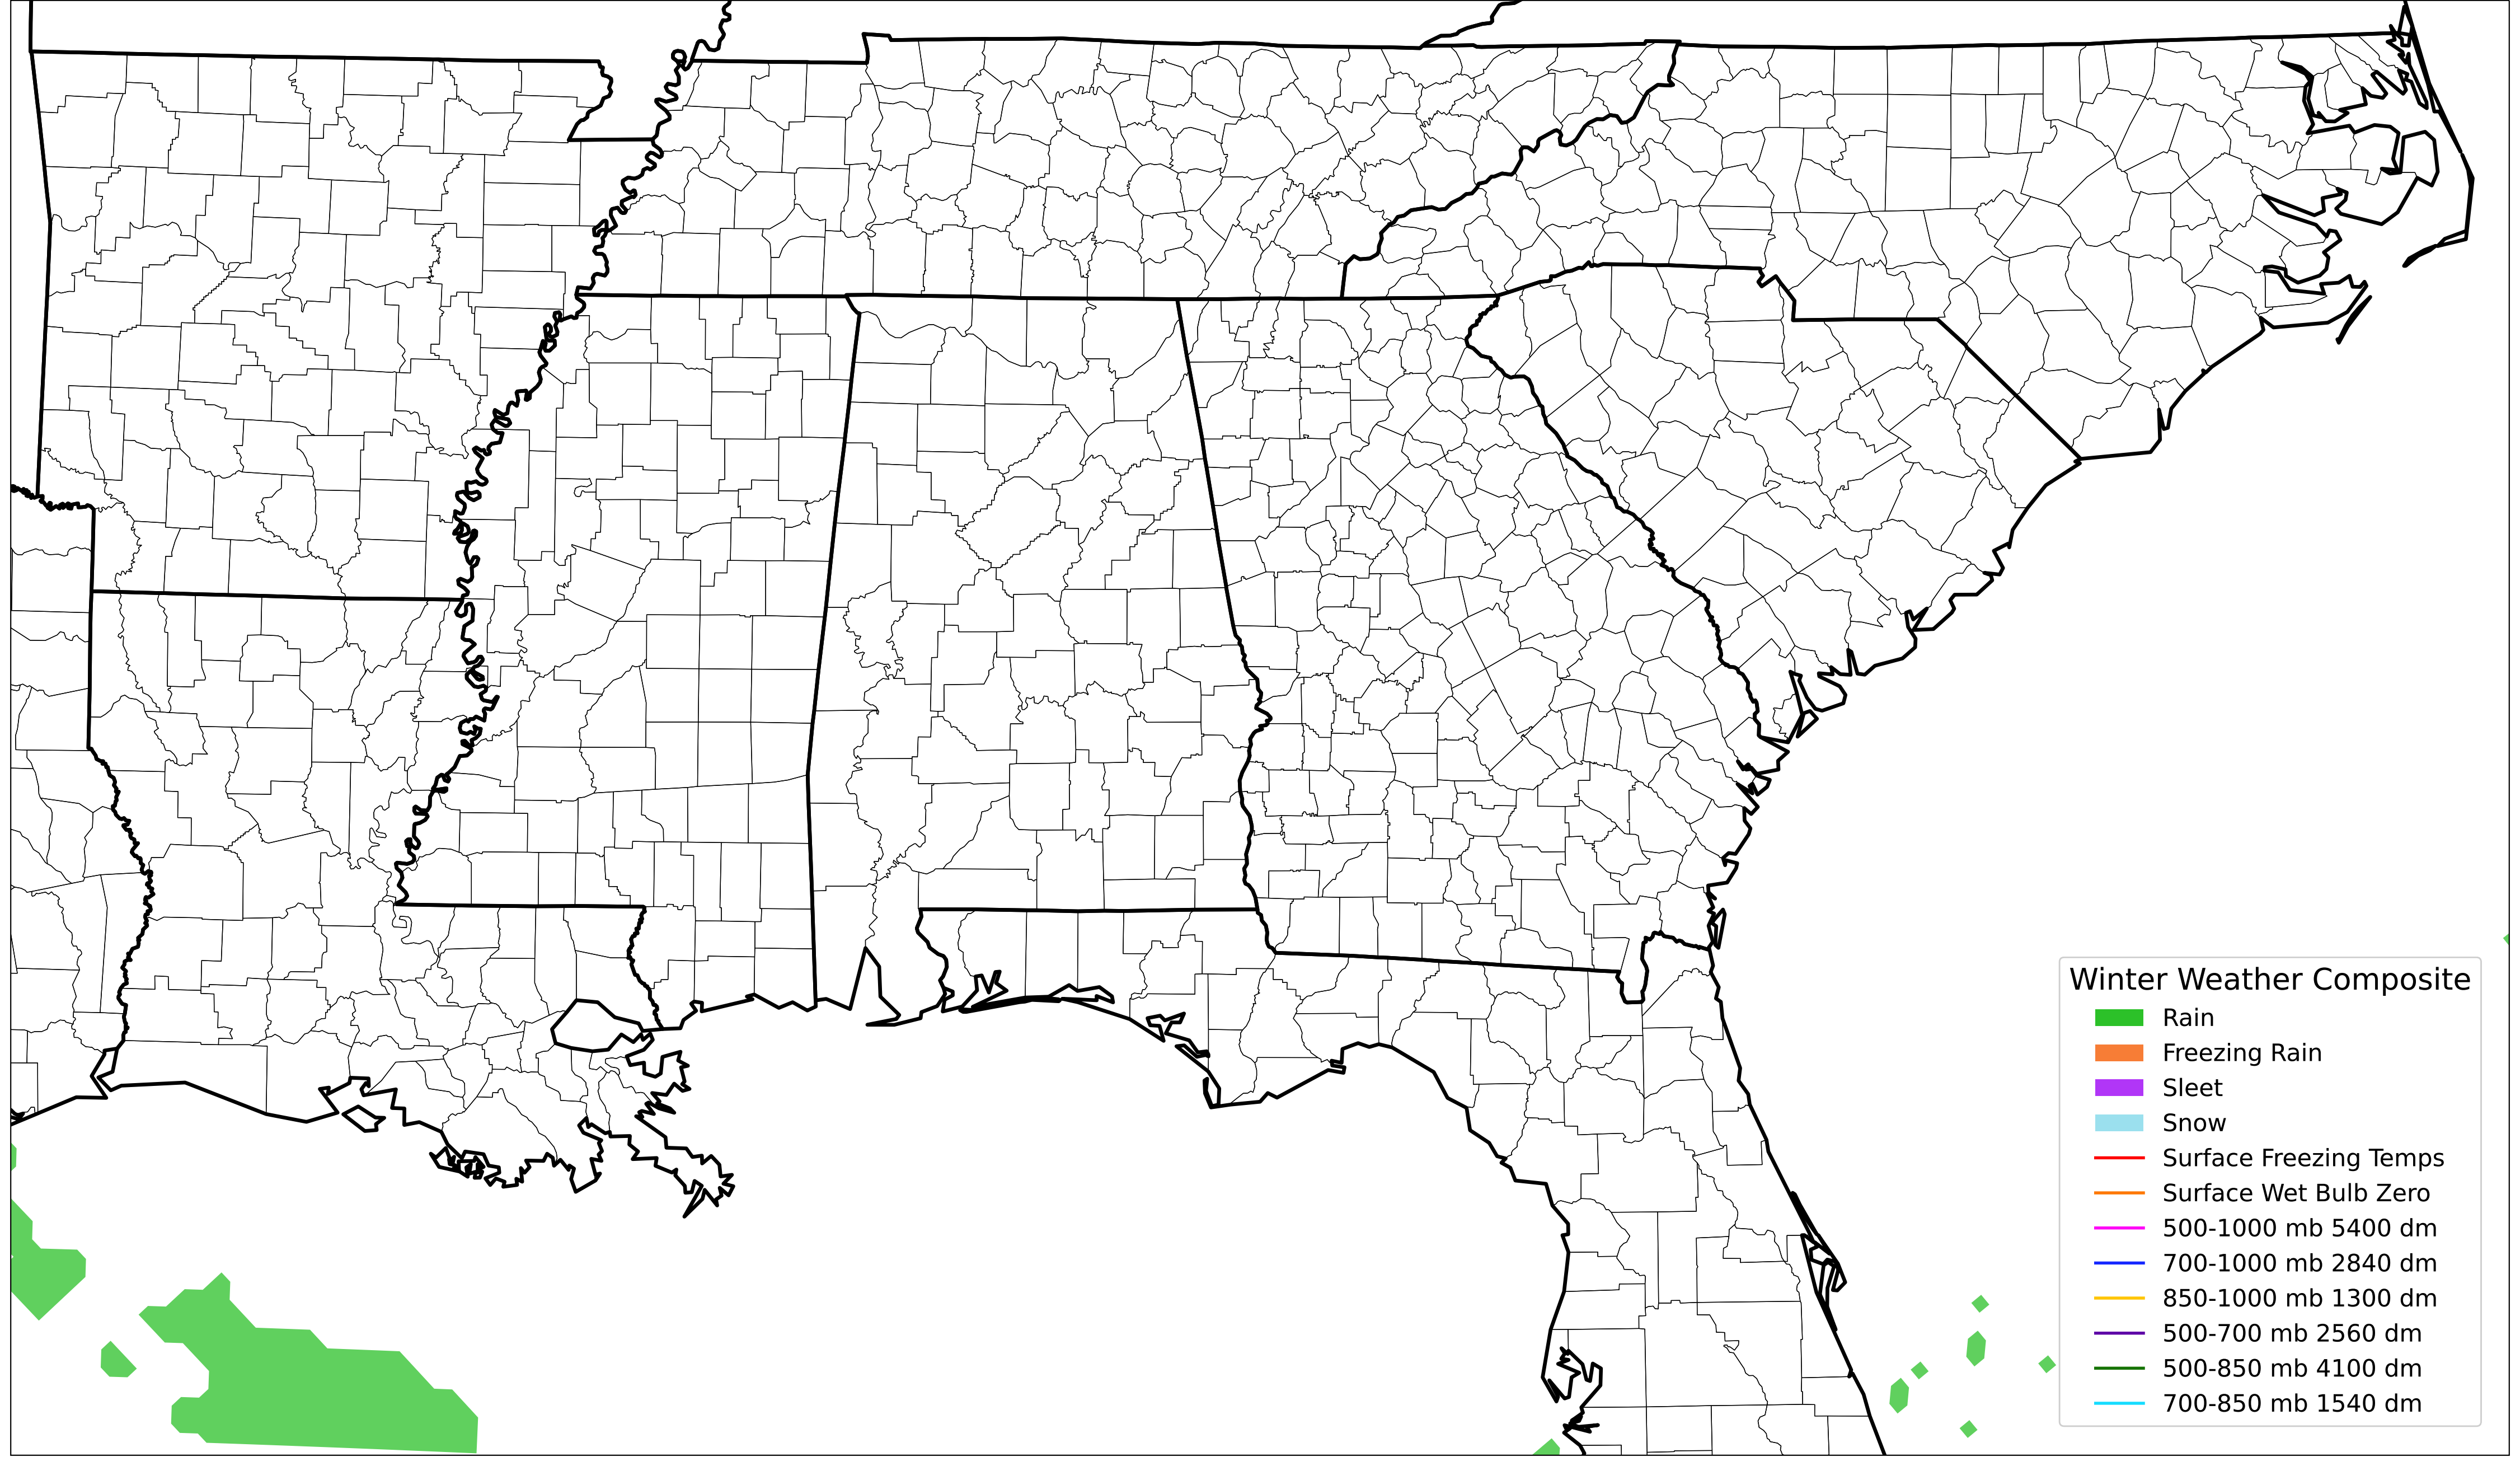 Winter Weather Composite
Rain
Freezing Rain
Sleet
Snow
Surface Freezing Temps
Surface Wet Bulb Zero
500-1000 mb 5400 dm
700-1000 mb 2840 dm
850-1000 mb 1300 dm
500-700 mb 2560 dm
500-850 mb 4100 dm
700-850 mb 1540 dm